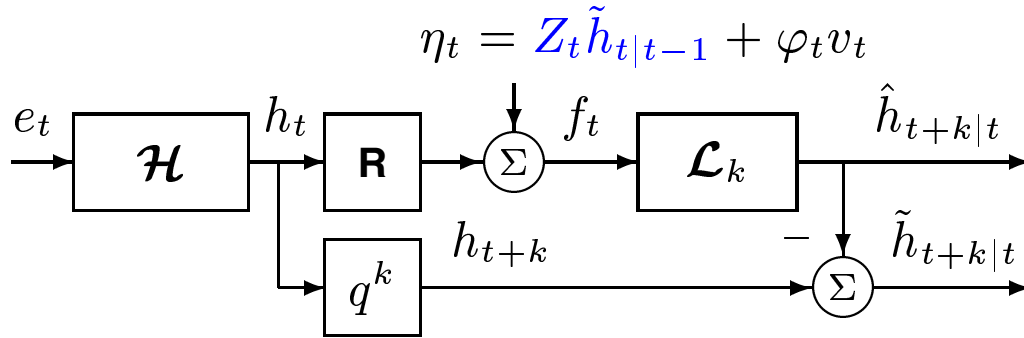 η_t = Z_t h̃_{t|t−1} + φ_t v_t
e_t 𝓗 h_t R Σ f_t 𝓛_k ĥ_{t+k|t}
q^k h_{t+k} − Σ h̃_{t+k|t}